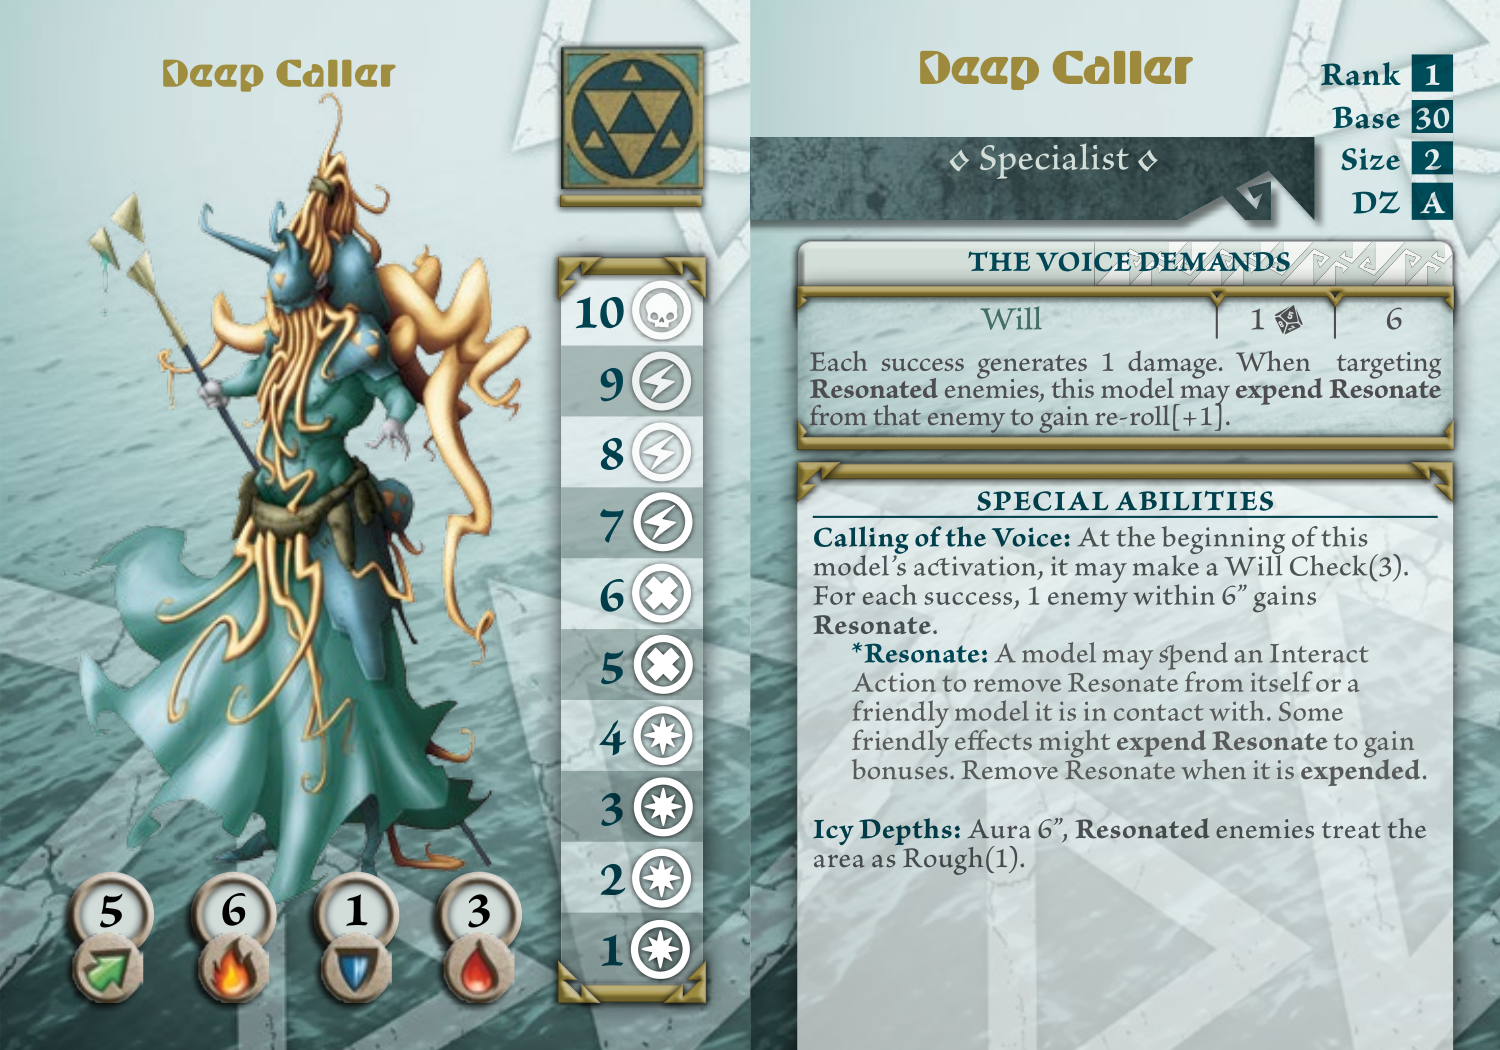 Deep Caller
10
9
8
7
6
5
4
3
2
1
5
6
1
3
Deep Caller
Rank 1
Base 30
Size 2
DZ A
◇ Specialist ◇
THE VOICE DEMANDS
Will 1 6
Each success generates 1 damage. When targeting
Resonated enemies, this model may expend Resonate
from that enemy to gain re-roll[+1].
SPECIAL ABILITIES
Calling of the Voice: At the beginning of this
model's activation, it may make a Will Check(3).
For each success, 1 enemy within 6" gains
Resonate.
*Resonate: A model may spend an Interact
Action to remove Resonate from itself or a
friendly model it is in contact with. Some
friendly effects might expend Resonate to gain
bonuses. Remove Resonate when it is expended.
Icy Depths: Aura 6", Resonated enemies treat the
area as Rough(1).